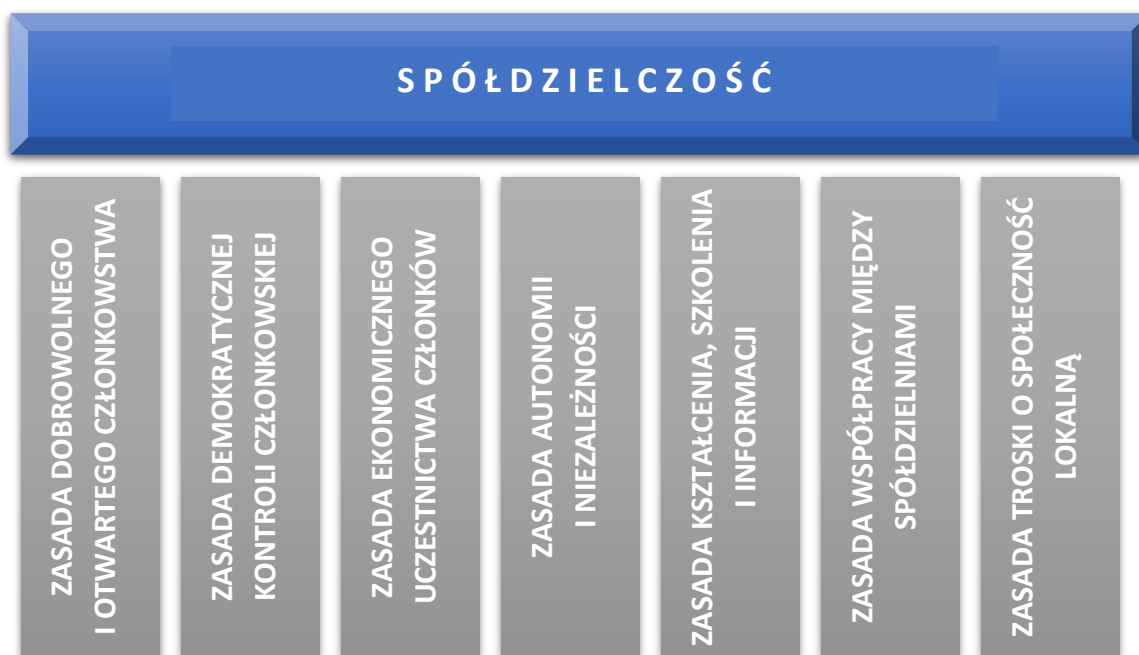 SPÓŁDZIELCZOŚĆ
ZASADA DOBROWOLNEGO
I OTWARTEGO CZŁONKOWSTWA
ZASADA DEMOKRATYCZNEJ
KONTROLI CZŁONKOWSKIEJ
ZASADA EKONOMICZNEGO
UCZESTNICTWA CZŁONKÓW
ZASADA AUTONOMII
I NIEZALEŻNOŚCI
ZASADA KSZTAŁCENIA, SZKOLENIA
I INFORMACJI
ZASADA WSPÓŁPRACY MIĘDZY
SPÓŁDZIELNIAMI
ZASADA TROSKI O SPOŁECZNOŚĆ
LOKALNĄ